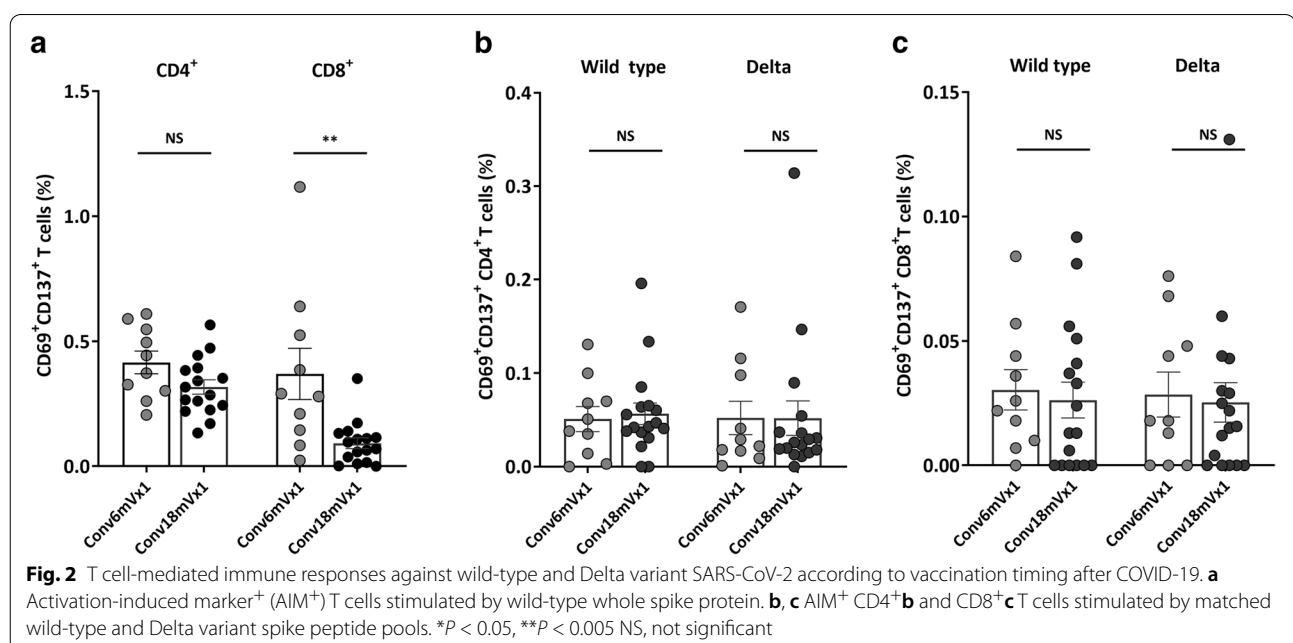 a
CD4⁺ CD8⁺
CD69⁺CD137⁺ T cells (%)
1.5
1.0
0.5
0.0
NS **
Conv6mVx1 Conv18mVx1 Conv6mVx1 Conv18mVx1
b
Wild type Delta
CD69⁺CD137⁺ CD4⁺T cells (%)
0.4
0.3
0.2
0.1
0.0
NS NS
Conv6mVx1 Conv18mVx1 Conv6mVx1 Conv18mVx1
c
Wild type Delta
CD69⁺CD137⁺ CD8⁺T cells (%)
0.15
0.10
0.05
0.00
NS NS
Conv6mVx1 Conv18mVx1 Conv6mVx1 Conv18mVx1
Fig. 2 T cell-mediated immune responses against wild-type and Delta variant SARS-CoV-2 according to vaccination timing after COVID-19. a
Activation-induced marker⁺ (AIM⁺) T cells stimulated by wild-type whole spike protein. b, c AIM⁺ CD4⁺b and CD8⁺c T cells stimulated by matched
wild-type and Delta variant spike peptide pools. *P < 0.05, **P < 0.005 NS, not significant